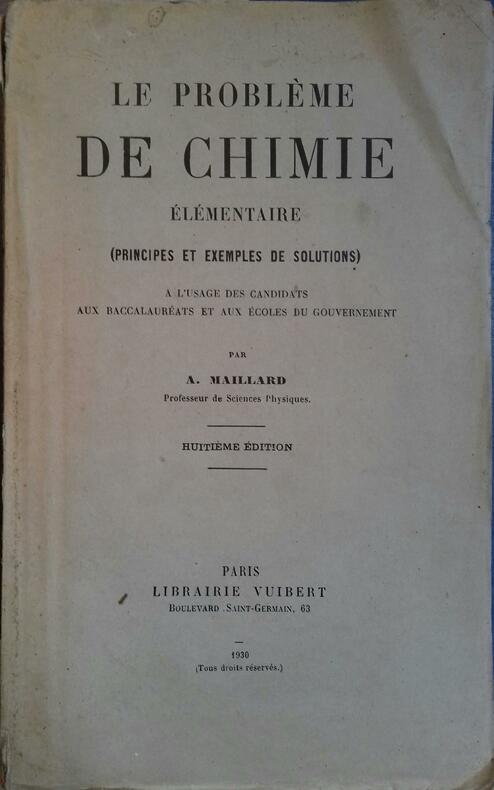 LE PROBLÈME
DE CHIMIE
ÉLÉMENTAIRE
(PRINCIPES ET EXEMPLES DE SOLUTIONS)
A L'USAGE DES CANDIDATS
AUX BACCALAURÉATS ET AUX ÉCOLES DU GOUVERNEMENT
PAR
A. MAILLARD
Professeur de Sciences Physiques.
HUITIÈME ÉDITION
PARIS
LIBRAIRIE VUIBERT
BOULEVARD SAINT-GERMAIN, 63
1930
(Tous droits réservés.)